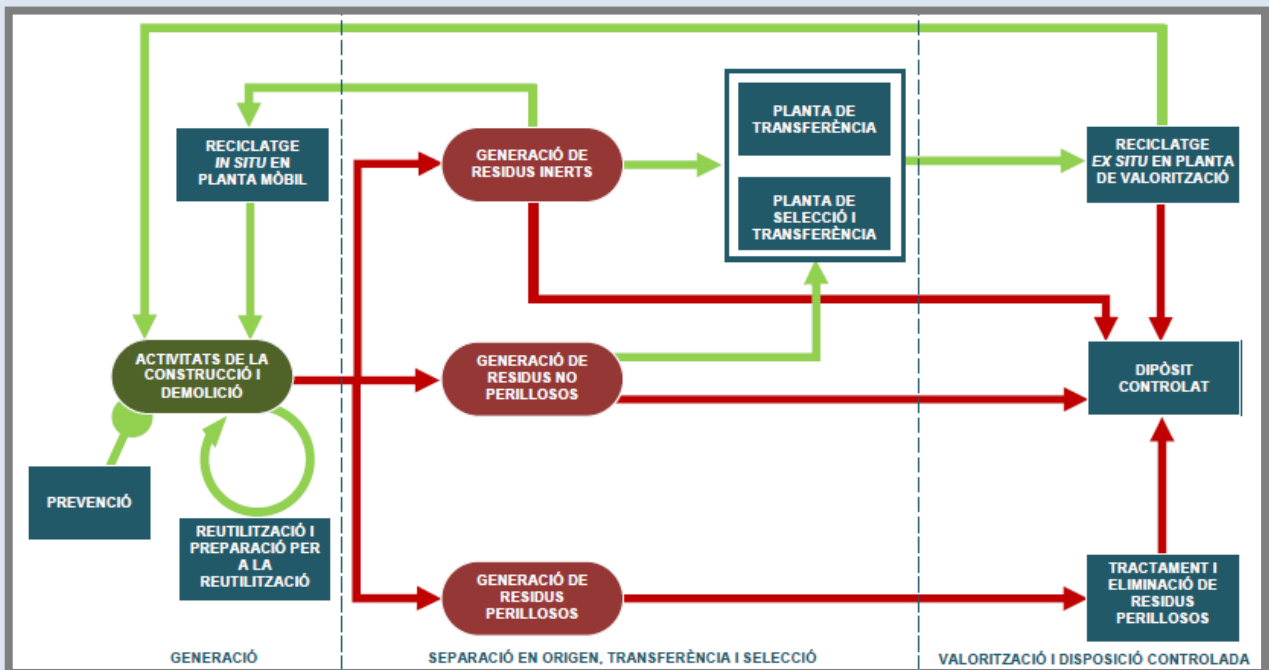 PLANTA DE
TRANSFERÈNCIA
RECICLATGE
IN SITU EN
PLANTA MÒBIL
GENERACIÓ DE
RESIDUS INERTS
RECICLATGE
EX SITU EN PLANTA
DE VALORITZACIÓ
PLANTA DE
SELECCIÓ I
TRANSFERÈNCIA
ACTIVITATS DE LA
CONSTRUCCIÓ I
DEMOLICIÓ
GENERACIÓ DE
RESIDUS NO
PERILLOSOS
DIPÒSIT
CONTROLAT
PREVENCIÓ
REUTILITZACIÓ I
PREPARACIÓ PER
A LA
REUTILITZACIÓ
GENERACIÓ DE
RESIDUS
PERILLOSOS
TRACTAMENT I
ELIMINACIÓ DE
RESIDUS
PERILLOSOS
GENERACIÓ
SEPARACIÓ EN ORIGEN, TRANSFERÈNCIA I SELECCIÓ
VALORITZACIÓ I DISPOSICIÓ CONTROLADA